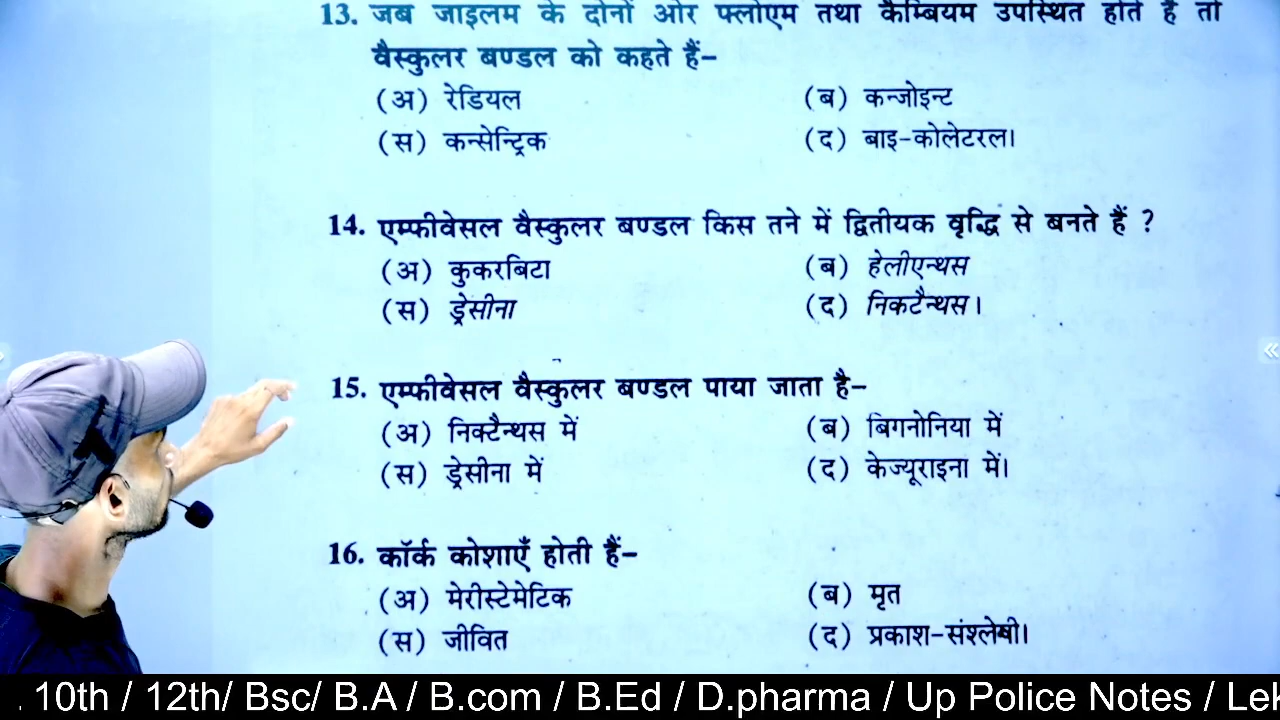 13. जब जाइलम के दोनों ओर फ्लोएम तथा कैम्बियम उपस्थित होते हैं तो
वैस्कुलर बण्डल को कहते हैं–
(अ) रेडियल (ब) कन्जोइन्ट
(स) कन्सेन्ट्रिक (द) बाइ-कोलेटरल।
14. एम्फीवेसल वैस्कुलर बण्डल किस तने में द्वितीयक वृद्धि से बनते हैं ?
(अ) कुकरबिटा (ब) हेलीएन्थस
(स) ड्रेसीना (द) निकटैन्थस।
15. एम्फीवेसल वैस्कुलर बण्डल पाया जाता है–
(अ) निक्टैन्थस में (ब) बिगनोनिया में
(स) ड्रेसीना में (द) केज्यूराइना में।
16. कॉर्क कोशाएँ होती हैं–
(अ) मेरीस्टेमेटिक (ब) मृत
(स) जीवित (द) प्रकाश-संश्लेषी।
. 10th / 12th/ Bsc/ B.A / B.com / B.Ed / D.pharma / Up Police Notes /